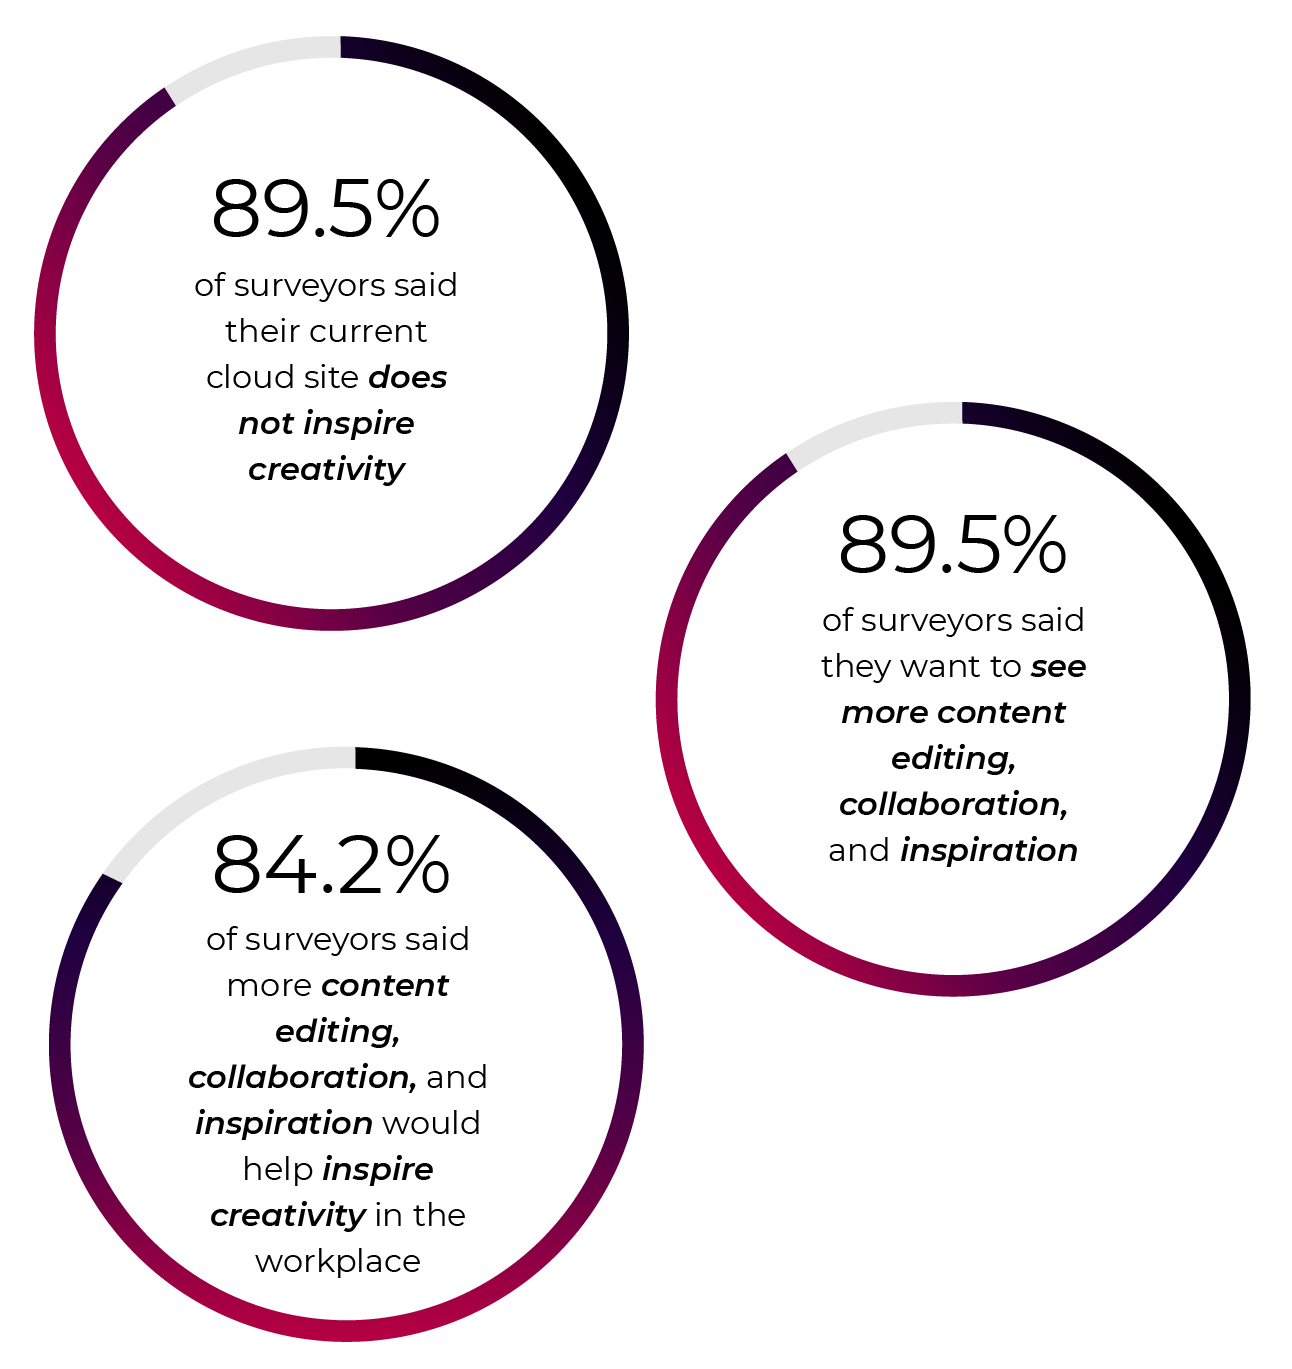 89.5%
of surveyors said
their current
cloud site does
not inspire
creativity
89.5%
of surveyors said
they want to see
more content
editing,
collaboration,
and inspiration
84.2%
of surveyors said
more content
editing,
collaboration, and
inspiration would
help inspire
creativity in the
workplace